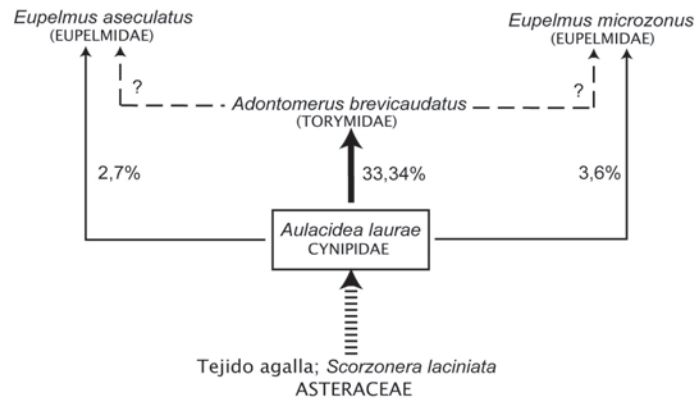 Eupelmus aseculatus
(EUPELMIDAE)
Eupelmus microzonus
(EUPELMIDAE)
?
?
Adontomerus brevicaudatus
(TORYMIDAE)
2,7%
33,34%
3,6%
Aulacidea laurae
CYNIPIDAE
Tejido agalla; Scorzonera laciniata
ASTERACEAE